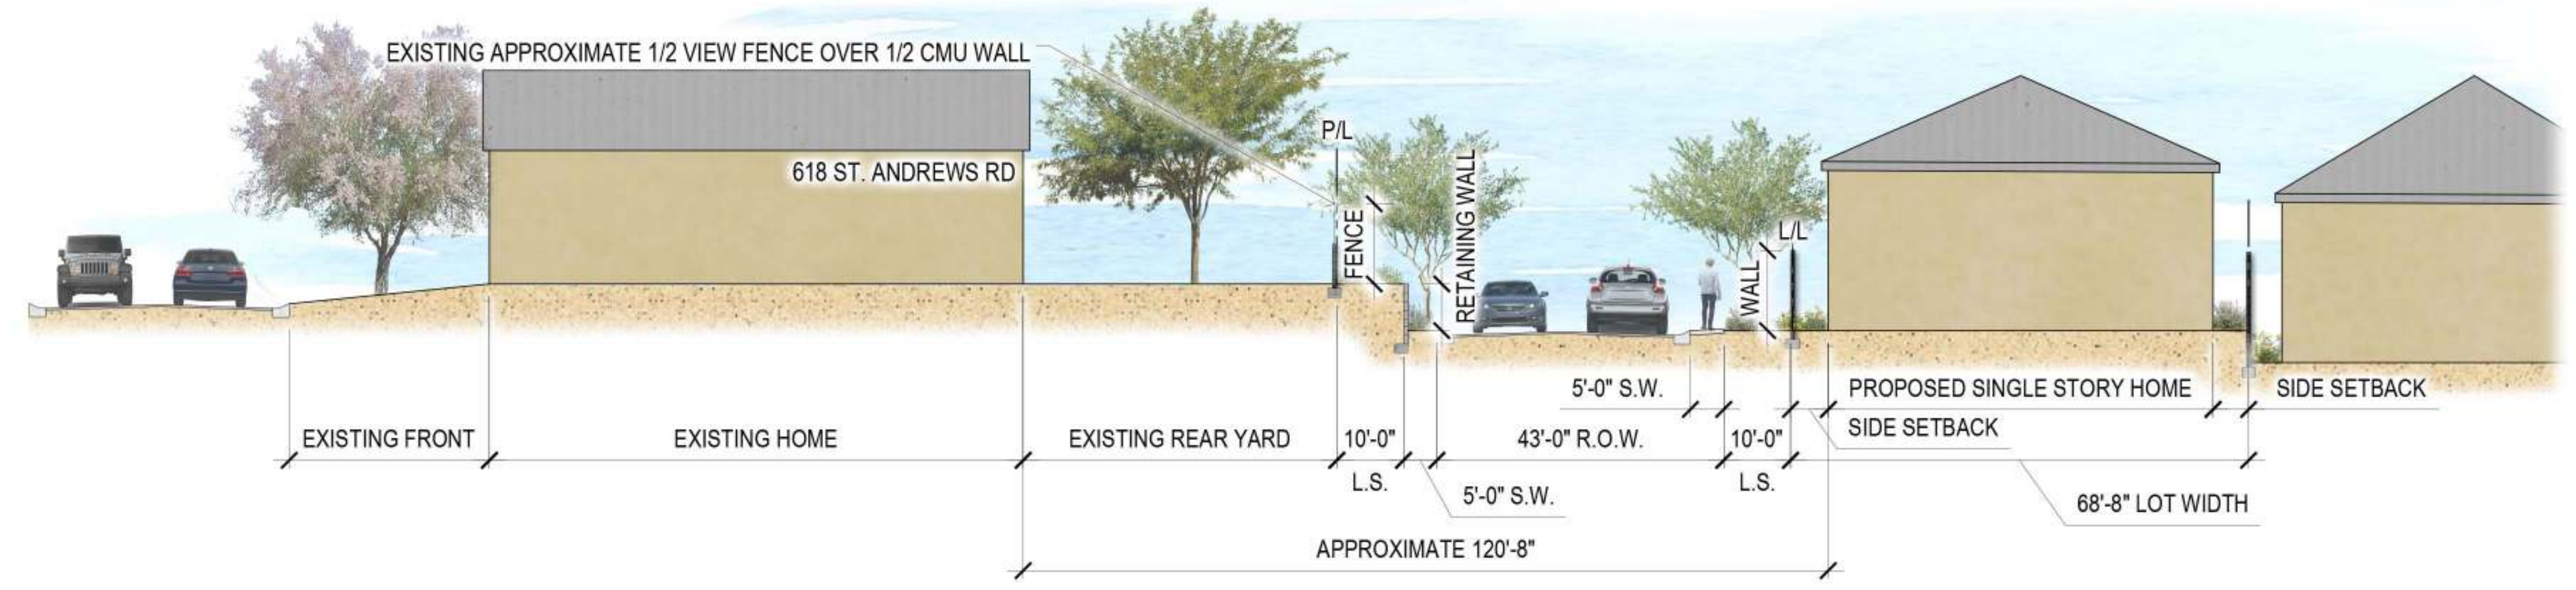 EXISTING APPROXIMATE 1/2 VIEW FENCE OVER 1/2 CMU WALL
P/L
618 ST. ANDREWS RD
FENCE
RETAINING WALL
WALL
L/L
5'-0" S.W.
PROPOSED SINGLE STORY HOME
SIDE SETBACK
SIDE SETBACK
EXISTING FRONT
EXISTING HOME
EXISTING REAR YARD
10'-0"
L.S.
43'-0" R.O.W.
10'-0"
L.S.
5'-0" S.W.
68'-8" LOT WIDTH
APPROXIMATE 120'-8"